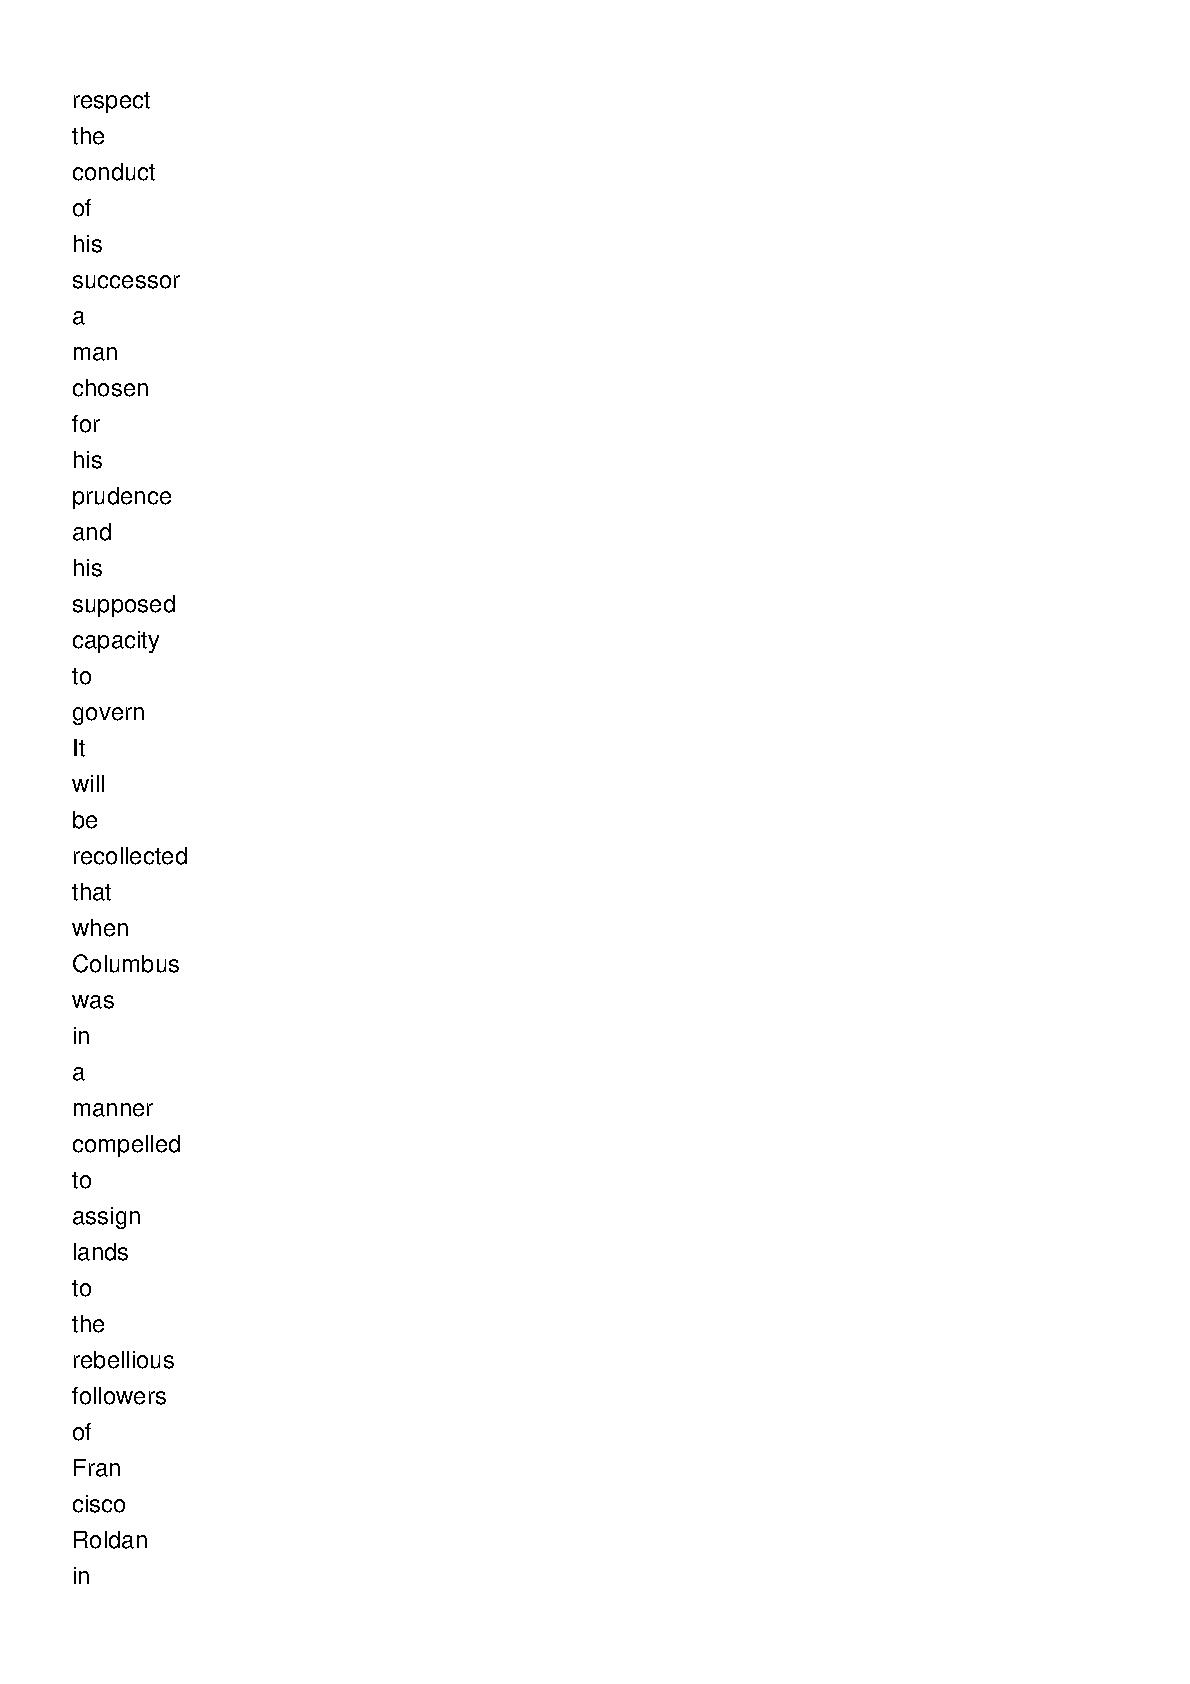 respect
the
conduct
of
his
successor
a
man
chosen
for
his
prudence
and
his
supposed
capacity
to
govern
It
will
be
recollected
that
when
Columbus
was
in
a
manner
compelled
to
assign
lands
to
the
rebellious
followers
of
Fran
cisco
Roldan
in